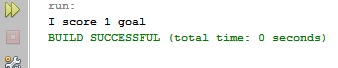 run:
I score 1 goal
BUILD SUCCESSFUL (total time: 0 seconds)